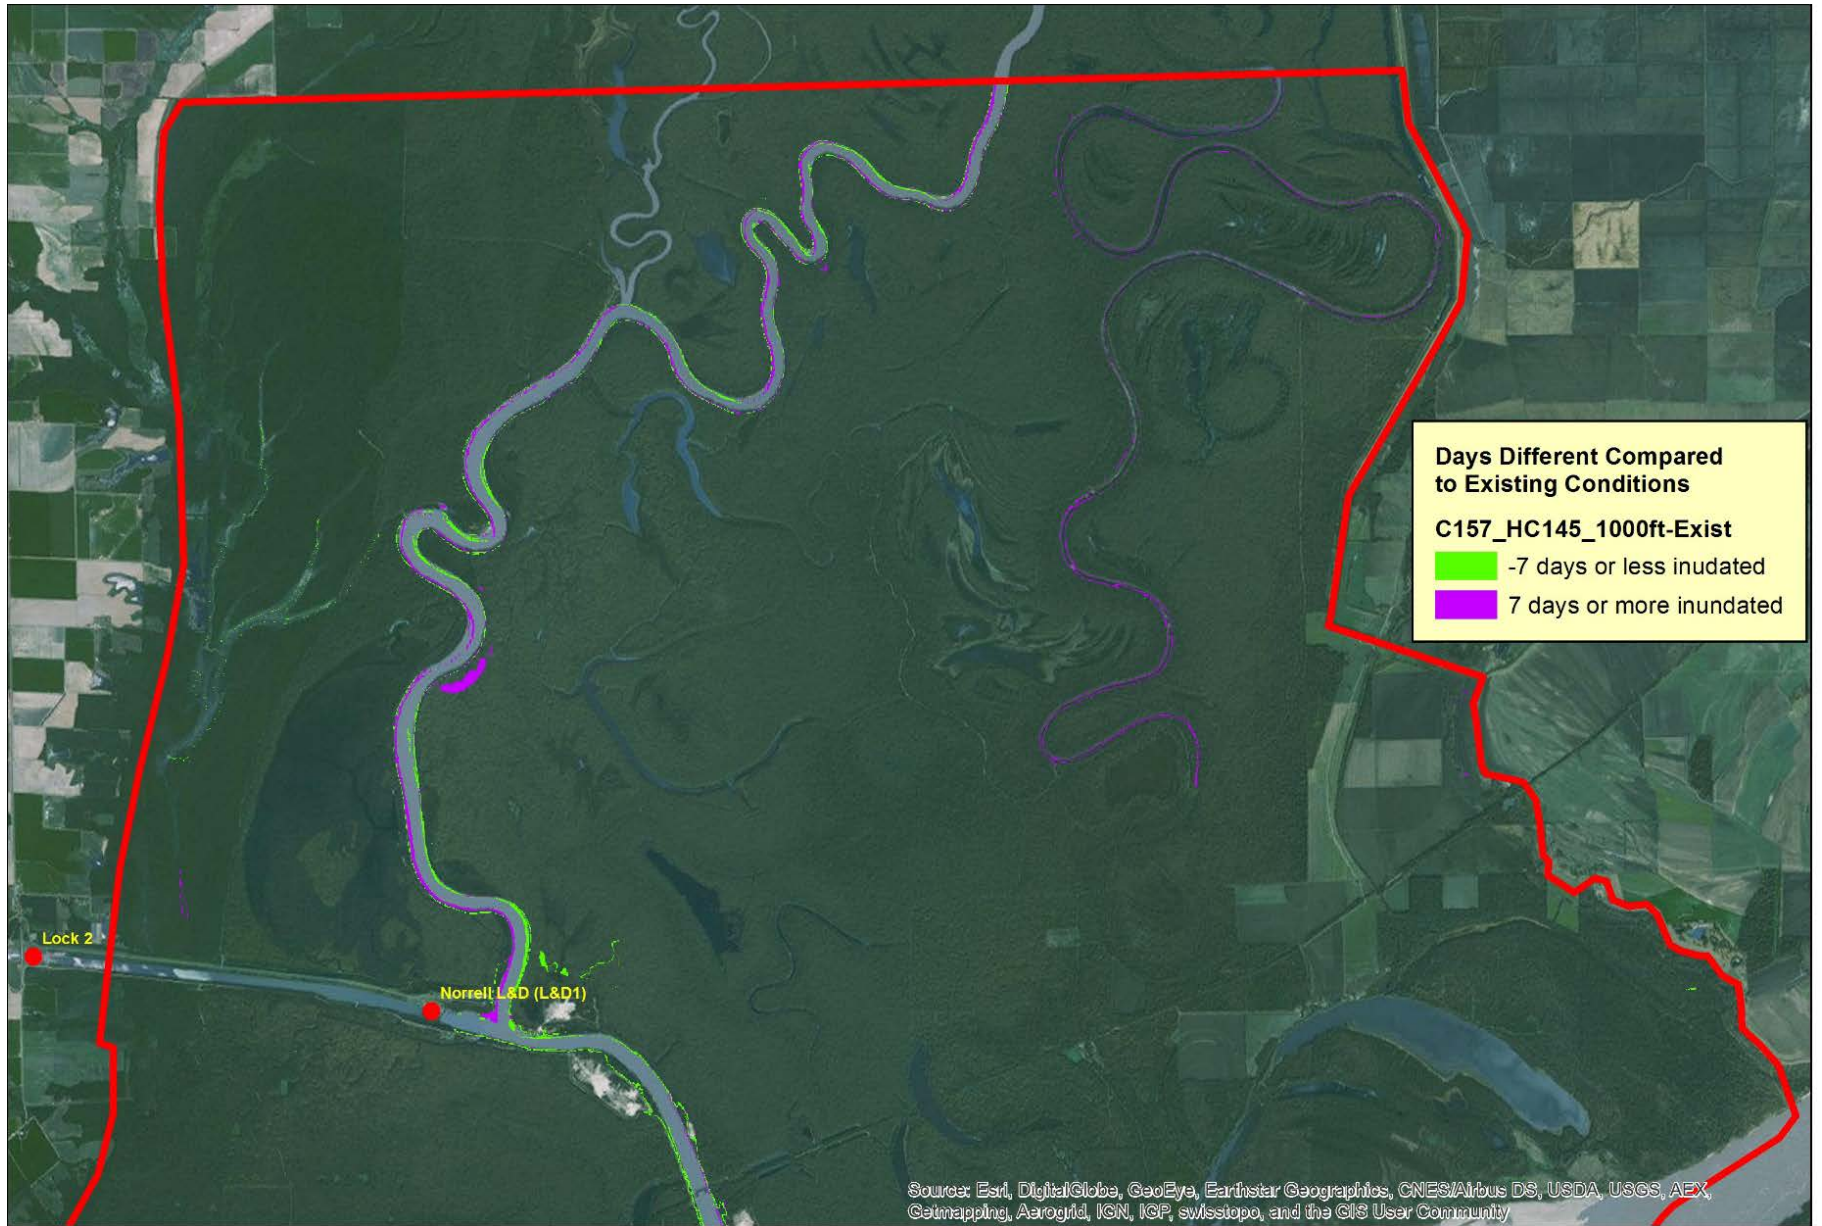 Days Different Compared
to Existing Conditions
C157_HC145_1000ft-Exist
-7 days or less inudated
7 days or more inundated
Lock 2
Norrell L&D (L&D1)
Source: Esri, DigitalGlobe, GeoEye, Earthstar Geographics, CNES/Airbus DS, USDA, USGS, AEX,
Getmapping, Aerogrid, IGN, IGP, swisstopo, and the GIS User Community